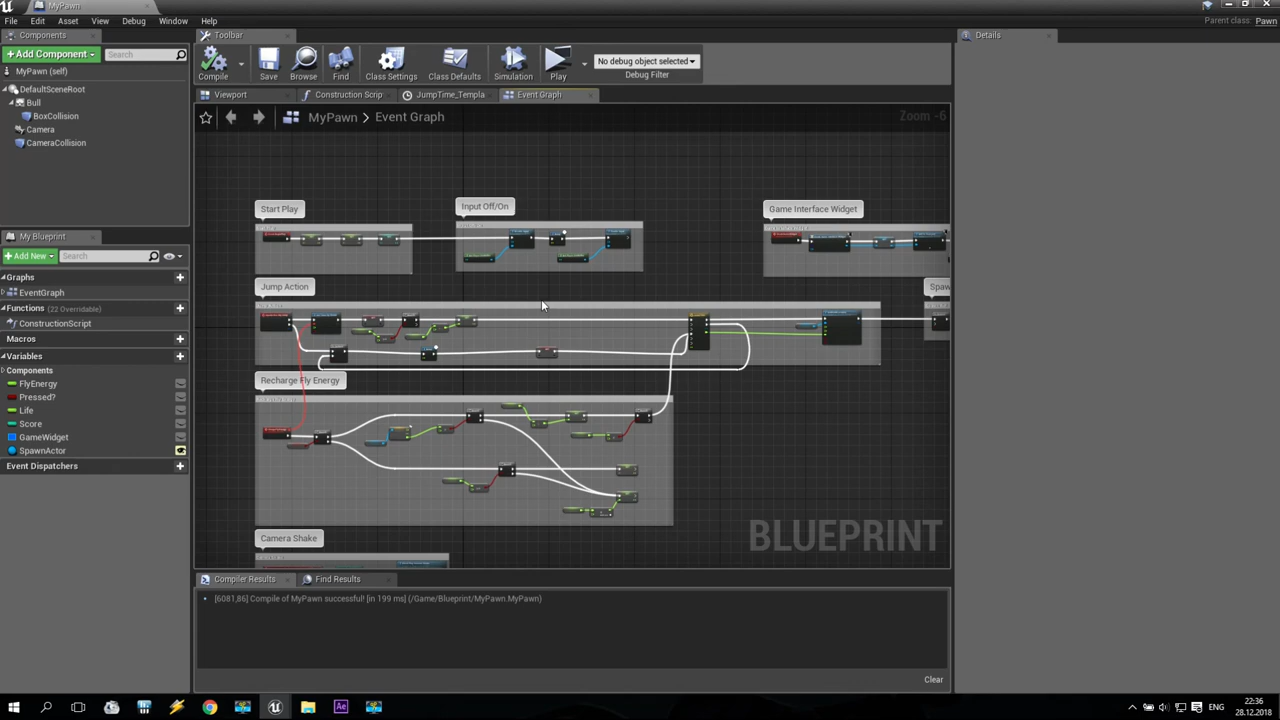 MyPawn
File Edit Asset View Debug Window Help
Parent class: Pawn
Components
Toolbar
Details
+ Add Component
Search
MyPawn (self)
Compile
Save
Browse
Find
Class Settings
Class Defaults
Simulation
Play
No debug object selected
Debug Filter
DefaultSceneRoot
Bull
BoxCollision
Camera
CameraCollision
Viewport
Construction Scrip
JumpTime_Templa
Event Graph
MyPawn > Event Graph
Zoom -6
Start Play
Input Off/On
Game Interface Widget
Jump Action
Spaw
Recharge Fly Energy
Camera Shake
BLUEPRINT
My Blueprint
+ Add New
Search
Graphs
EventGraph
Functions (22 Overridable)
ConstructionScript
Macros
Variables
Components
FlyEnergy
Pressed?
Life
Score
GameWidget
SpawnActor
Event Dispatchers
Compiler Results
Find Results
[6081,86] Compile of MyPawn successful! [in 199 ms] (/Game/Blueprint/MyPawn.MyPawn)
Clear
Ae
ENG
22:36
28.12.2018